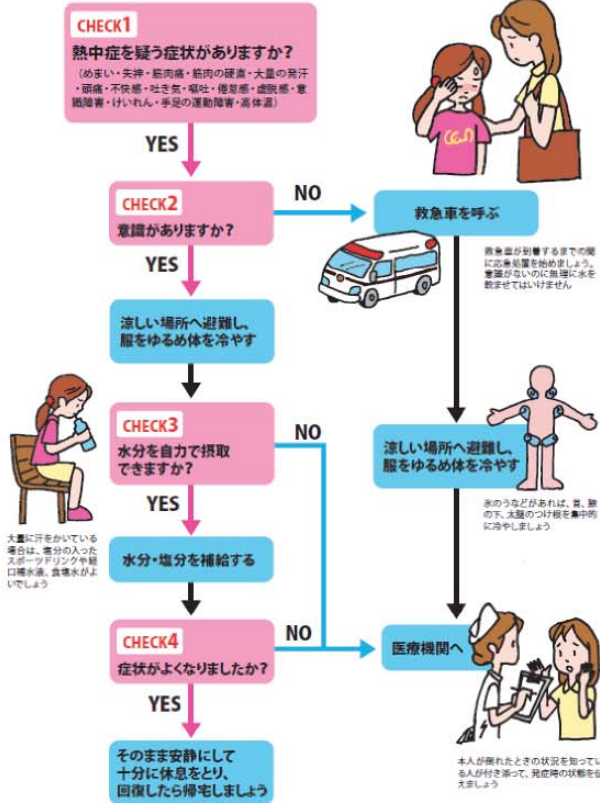 CHECK1
熱中症を疑う症状がありますか？
（めまい・失神・筋肉痛・筋肉の硬直・大量の発汗
・頭痛・不快感・吐き気・嘔吐・倦怠感・虚脱感・意
識障害・けいれん・手足の運動障害・高体温）
YES
CHECK2
意識がありますか？
NO
救急車を呼ぶ
救急車が到着するまでの間
に応急処置を始めましょう。
意識がないのに無理に水を
飲ませてはいけません
YES
涼しい場所へ避難し、
服をゆるめ体を冷やす
CHECK3
水分を自力で摂取
できますか？
NO
大量に汗をかいている
場合は、塩分の入った
スポーツドリンクや経
口補水液、食塩水がよ
いでしょう
涼しい場所へ避難し、
服をゆるめ体を冷やす
氷のうなどがあれば、首、腋
の下、太腿のつけ根を集中的
に冷やしましょう
YES
水分・塩分を補給する
CHECK4
症状がよくなりましたか？
NO
医療機関へ
本人が倒れたときの状況を知ってい
る人が付き添って、発症時の状態を伝
えましょう
YES
そのまま安静にして
十分に休息をとり、
回復したら帰宅しましょう